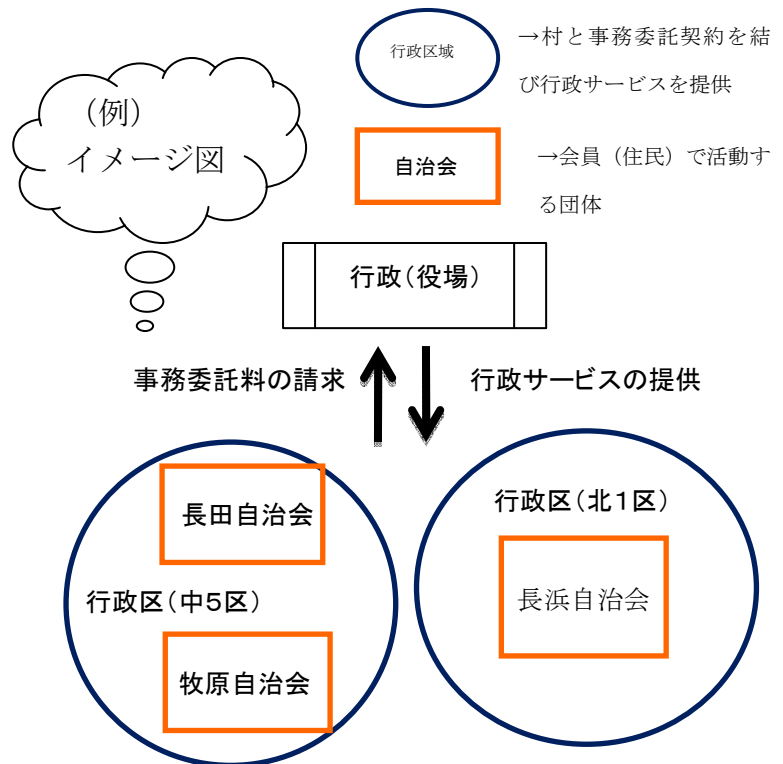 行政区域
→村と事務委託契約を結
び行政サービスを提供
（例）
イメージ図
自治会
→会員（住民）で活動す
る団体
行政（役場）
事務委託料の請求
行政サービスの提供
長田自治会
行政区（中５区）
牧原自治会
行政区（北１区）
長浜自治会